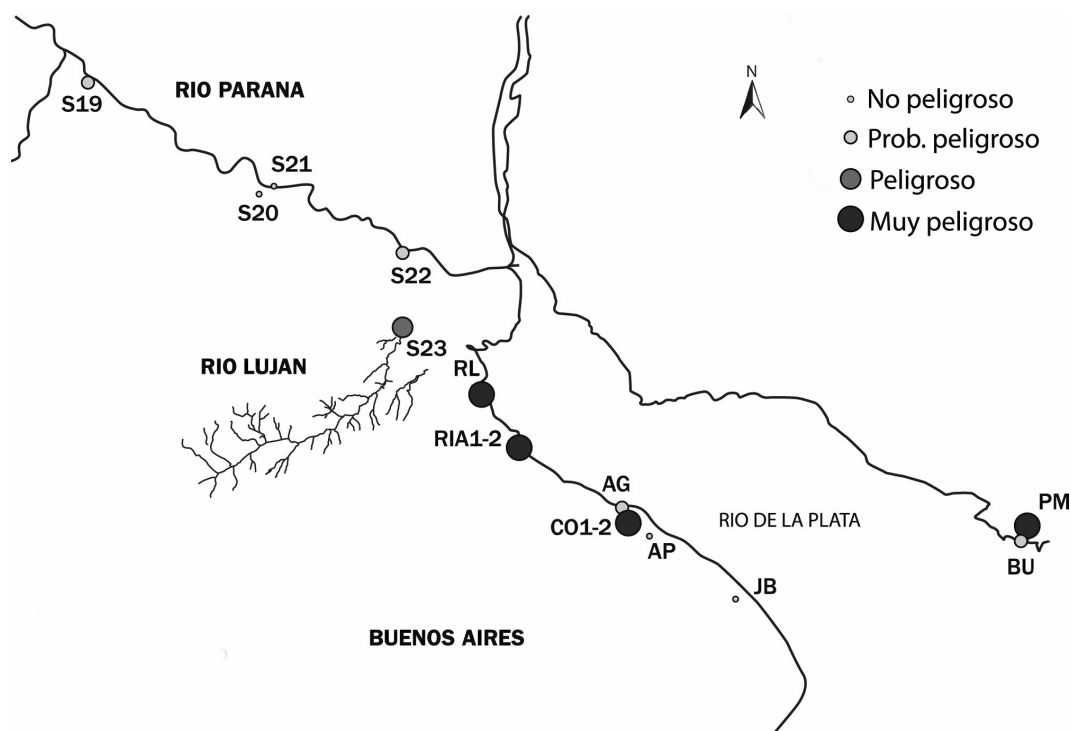 N
RIO PARANA
No peligroso
S19
Prob. peligroso
S21
Peligroso
S20
Muy peligroso
S22
S23
RIO LUJAN
RL
RIA1-2
AG
PM
CO1-2
RIO DE LA PLATA
AP
BU
JB
BUENOS AIRES